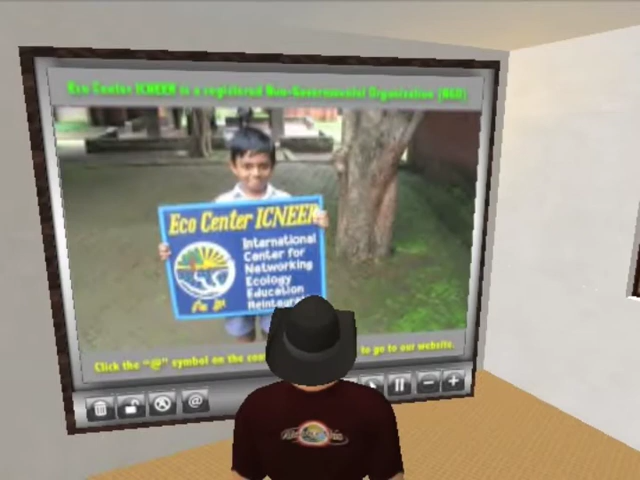 Eco Center ICNEER is a registered Non-Governmental Organization (NGO)
Eco Center ICNEER
International
Center for
Networking
Ecology
Education
Click the "@" symbol on the
to go to our website.
@